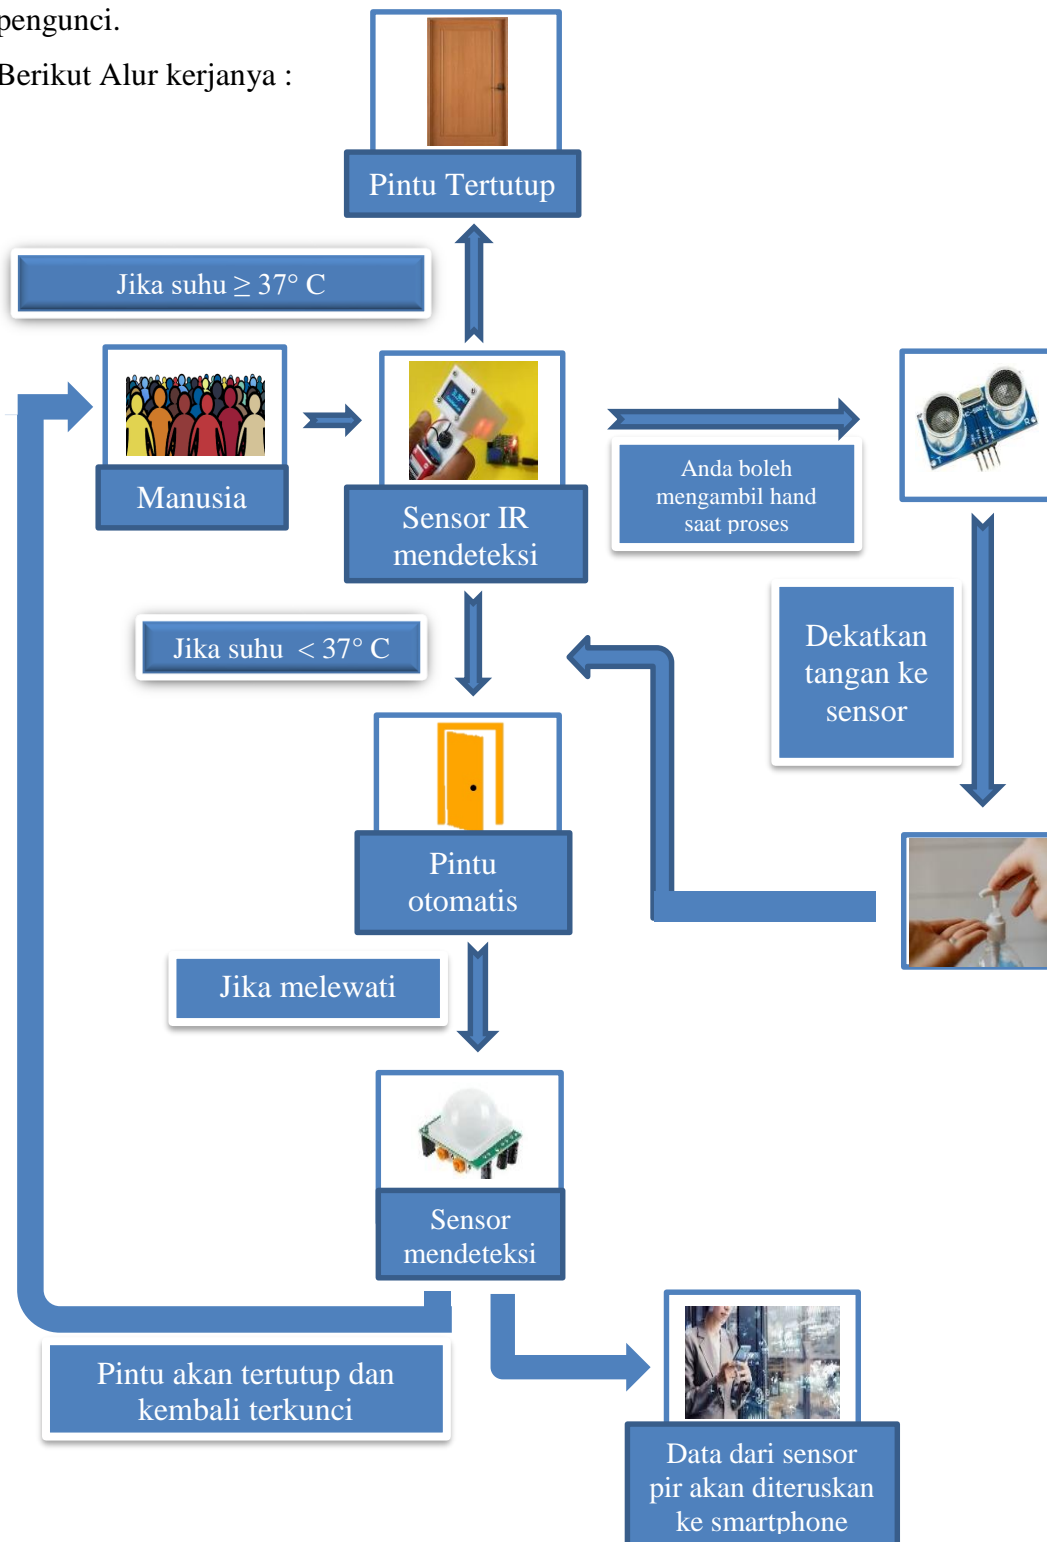 pengunci.
Berikut Alur kerjanya :
Pintu Tertutup
Jika suhu ≥ 37° C
Manusia
Sensor IR
mendeteksi
Anda boleh
mengambil hand
saat proses
Dekatkan
tangan ke
sensor
Jika suhu < 37° C
Pintu
otomatis
Jika melewati
Sensor
mendeteksi
Pintu akan tertutup dan
kembali terkunci
Data dari sensor
pir akan diteruskan
ke smartphone